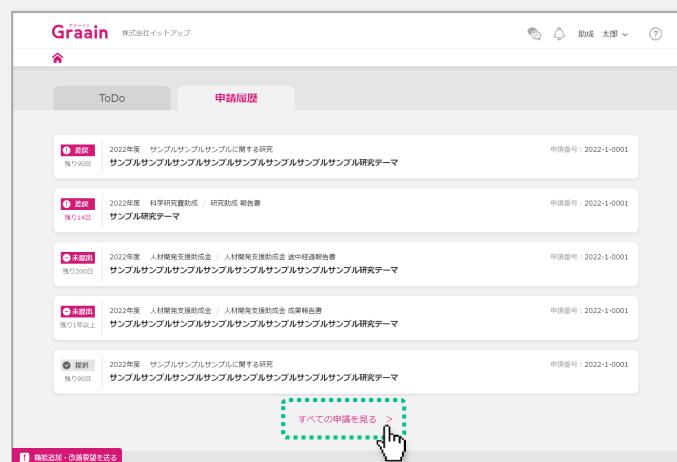 グラーイン
Graain 株式会社イットアップ 助成 太郎
ToDo 申請履歴
差戻 2022年度 サンプルサンプルサンプルに関する研究 申請番号：2022-1-0001
残り90日 サンプルサンプルサンプルサンプルサンプルサンプルサンプルサンプル研究テーマ
差戻 2022年度 科学研究費助成 / 研究助成 報告書 申請番号：2022-1-0001
残り14日 サンプル研究テーマ
未提出 2022年度 人材開発支援助成金 / 人材開発支援助成金 途中経過報告書 申請番号：2022-1-0001
残り200日 サンプルサンプルサンプルサンプルサンプルサンプルサンプルサンプル研究テーマ
未提出 2022年度 人材開発支援助成金 / 人材開発支援助成金 成果報告書 申請番号：2022-1-0001
残り1年以上 サンプルサンプルサンプルサンプルサンプルサンプルサンプルサンプル研究テーマ
採択 2022年度 サンプルサンプルサンプルに関する研究 申請番号：2022-1-0001
残り90日 サンプルサンプルサンプルサンプルサンプルサンプルサンプルサンプル研究テーマ
すべての申請を見る >
機能追加・改善要望を送る